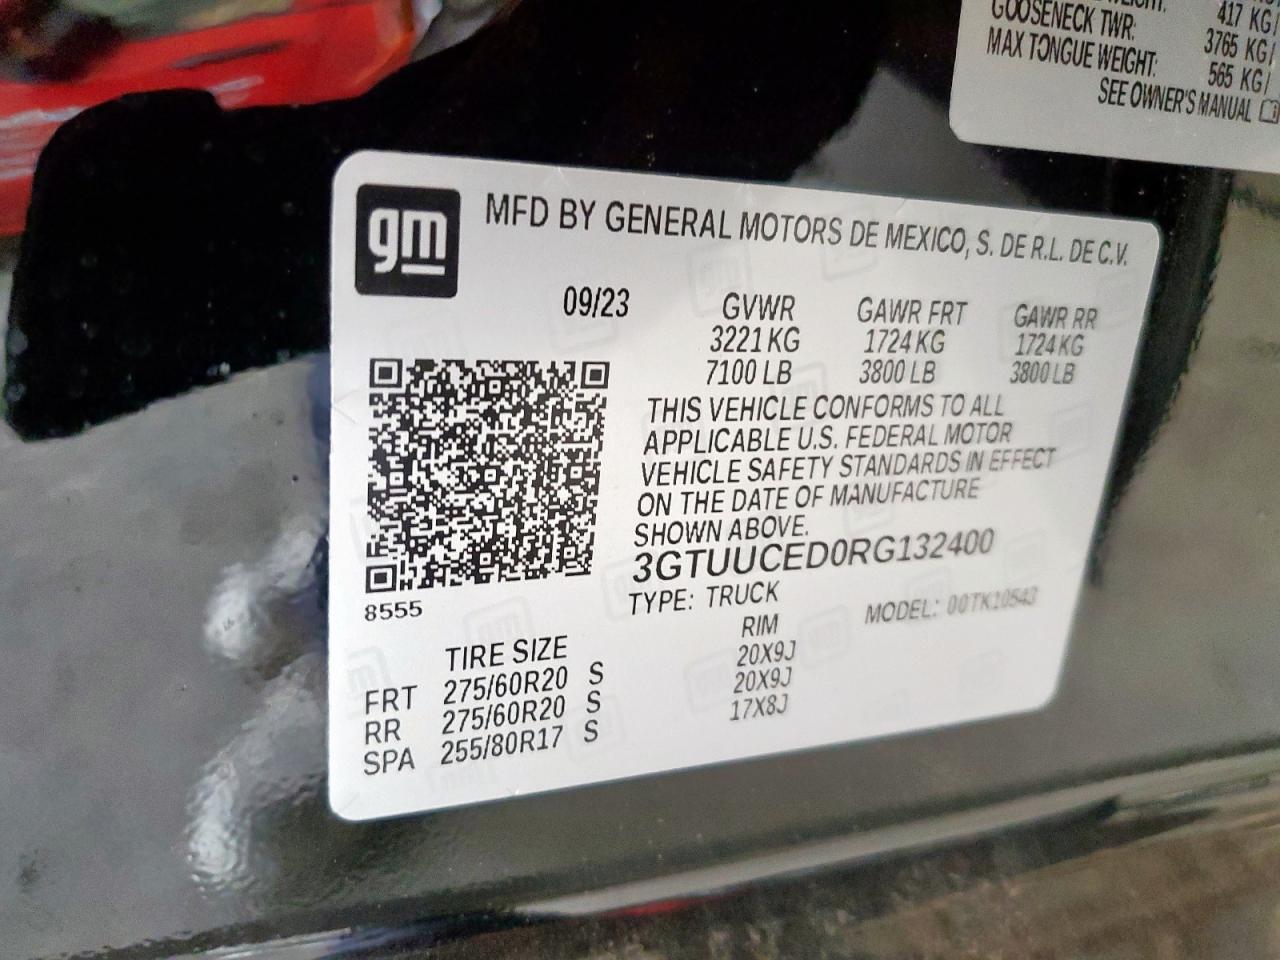 417 KG/
GOOSENECK TWR: 3765 KG/
MAX TONGUE WEIGHT: 565 KG/
SEE OWNER'S MANUAL
gm
MFD BY GENERAL MOTORS DE MEXICO, S. DE R.L. DE C.V.
09/23 GVWR GAWR FRT GAWR RR
3221 KG 1724 KG 1724 KG
7100 LB 3800 LB 3800 LB
THIS VEHICLE CONFORMS TO ALL
APPLICABLE U.S. FEDERAL MOTOR
VEHICLE SAFETY STANDARDS IN EFFECT
ON THE DATE OF MANUFACTURE
SHOWN ABOVE.
3GTUUCED0RG132400
8555
TYPE: TRUCK MODEL: 00TK10543
TIRE SIZE RIM
FRT 275/60R20 S 20X9J
RR 275/60R20 S 20X9J
SPA 255/80R17 S 17X8J